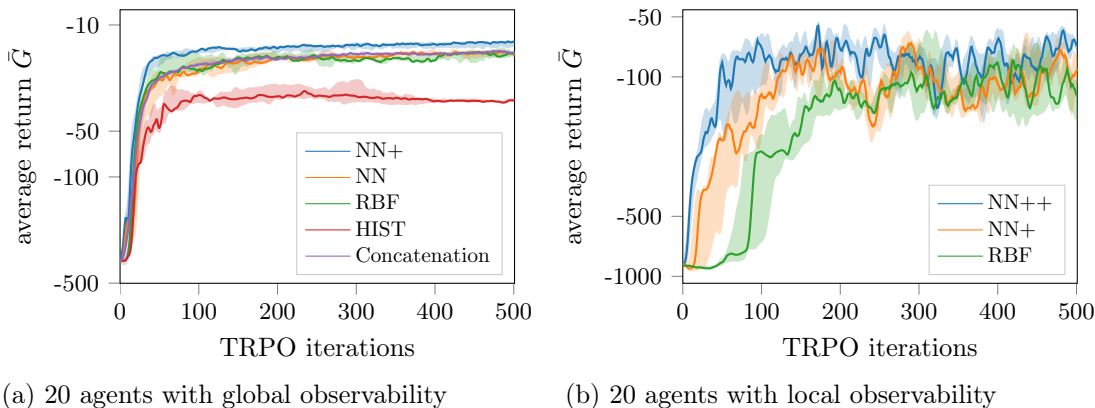 average return Ḡ
-10
-50
-100
-500
NN+
NN
RBF
HIST
Concatenation
0 100 200 300 400 500
TRPO iterations
(a) 20 agents with global observability
average return Ḡ
-50
-100
-500
-1000
NN++
NN+
RBF
0 100 200 300 400 500
TRPO iterations
(b) 20 agents with local observability